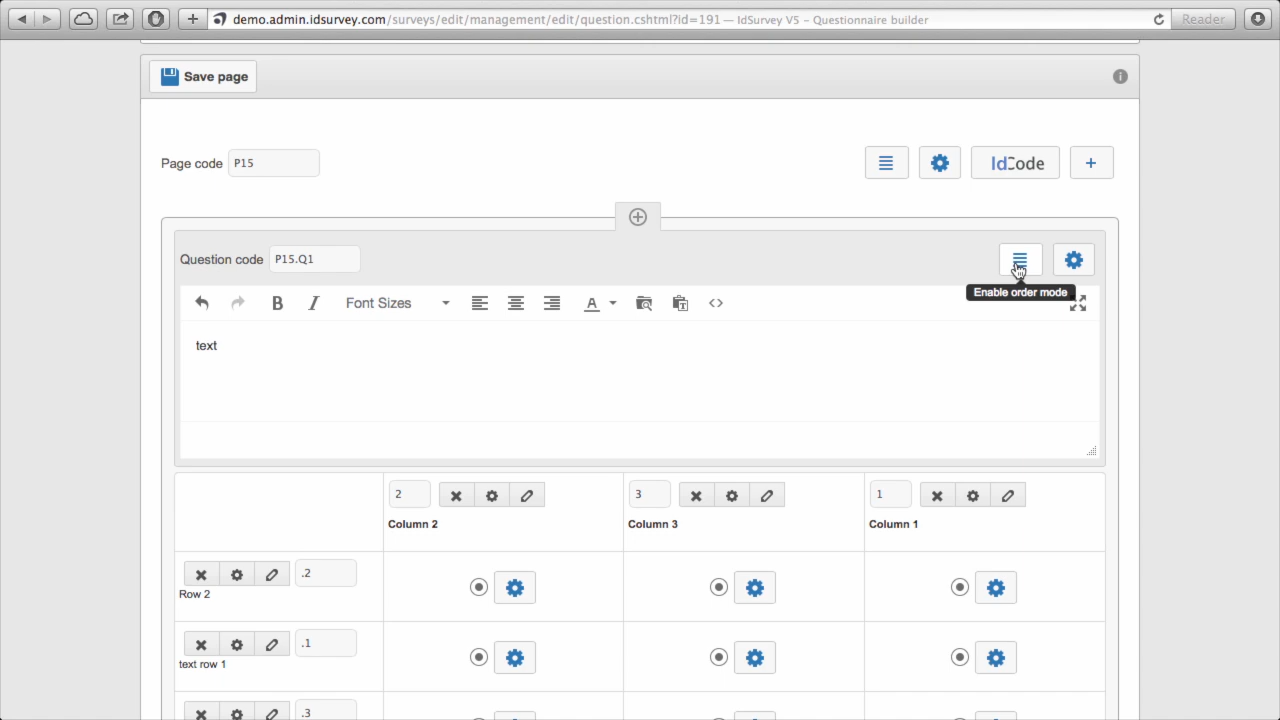 demo.admin.idsurvey.com/surveys/edit/management/edit/question.cshtml?id=191 — IdSurvey V5 – Questionnaire builder
Reader
Save page
Page code P15
IdCode
Question code P15.Q1
Font Sizes
A
Enable order mode
text
2 3 1
Column 2 Column 3 Column 1
.2
Row 2
.1
text row 1
.3